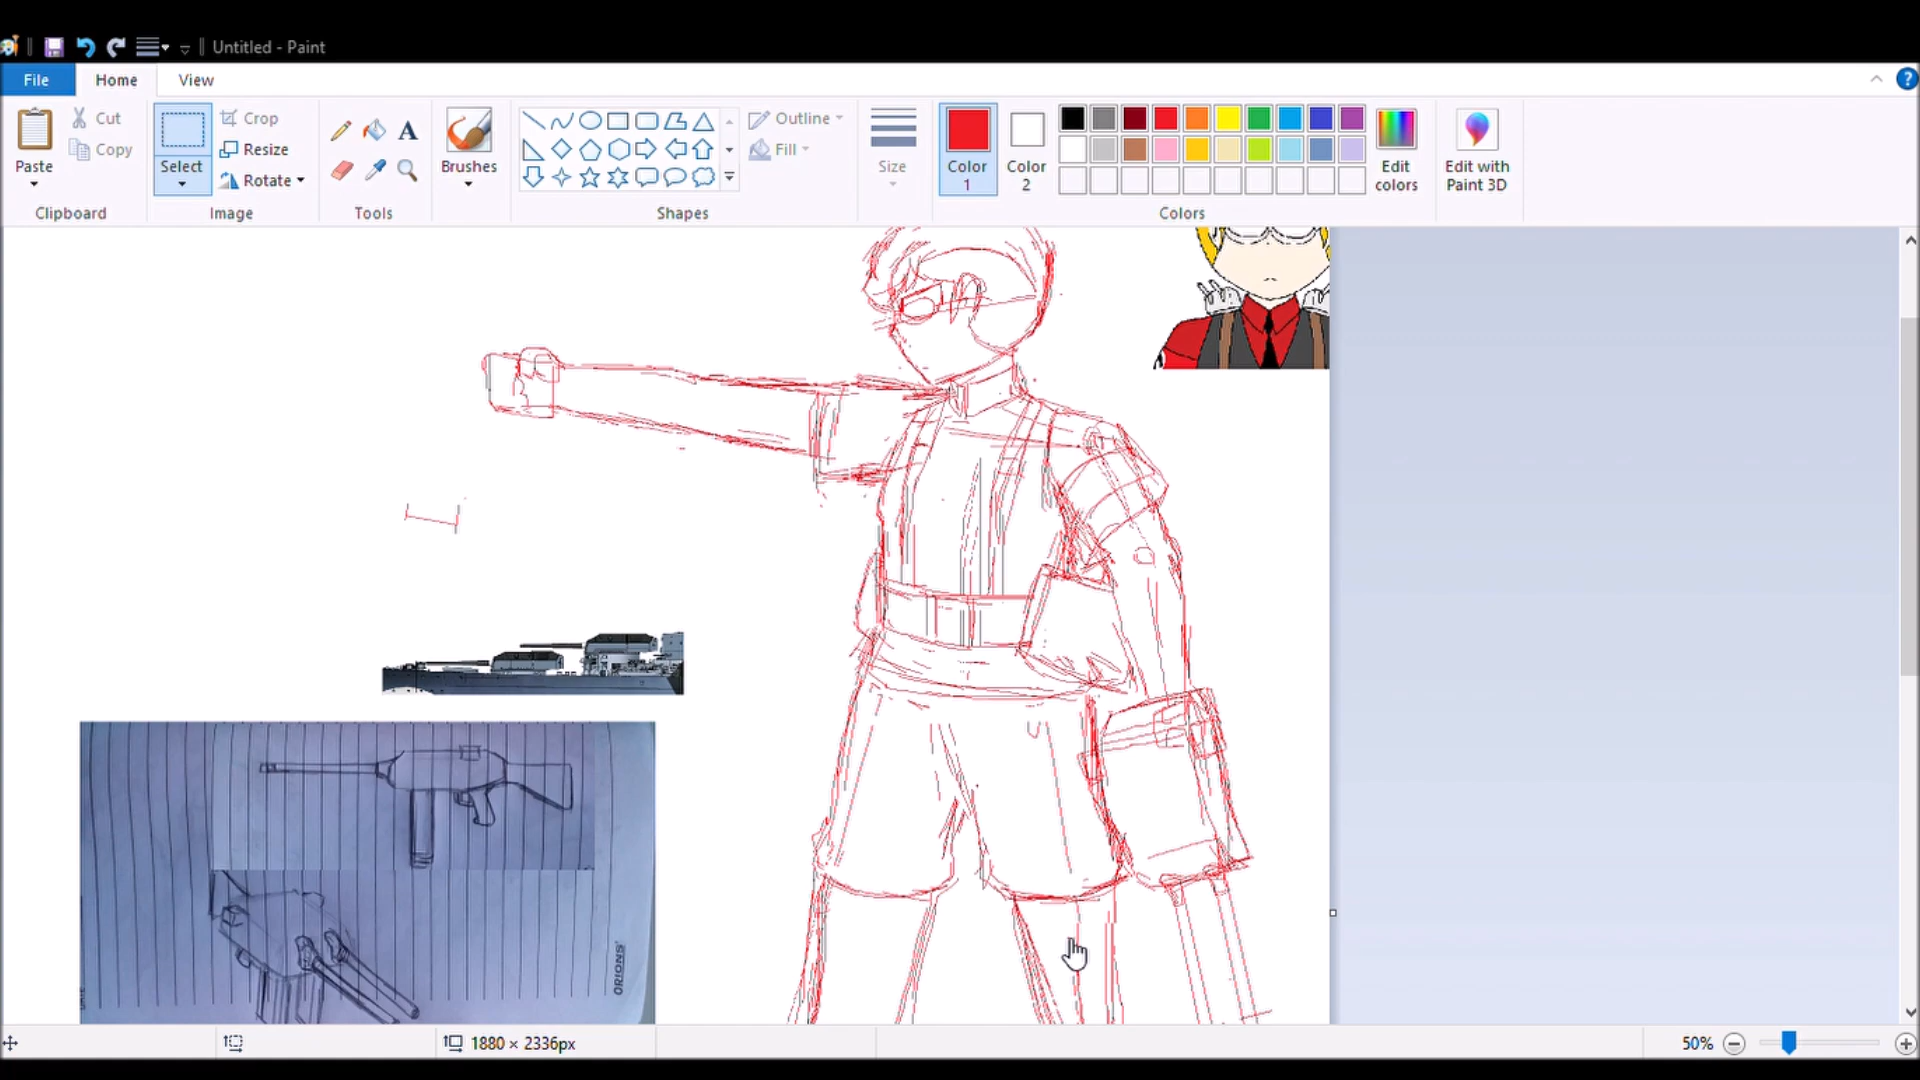 Untitled - Paint
File
Home
View
Paste
Cut
Copy
Clipboard
Select
Crop
Resize
Rotate
Image
A
Tools
Brushes
Shapes
Outline
Fill
Size
Color
1
Color
2
Colors
Edit
colors
Edit with
Paint 3D
?
ORIONS
1880 × 2336px
50%